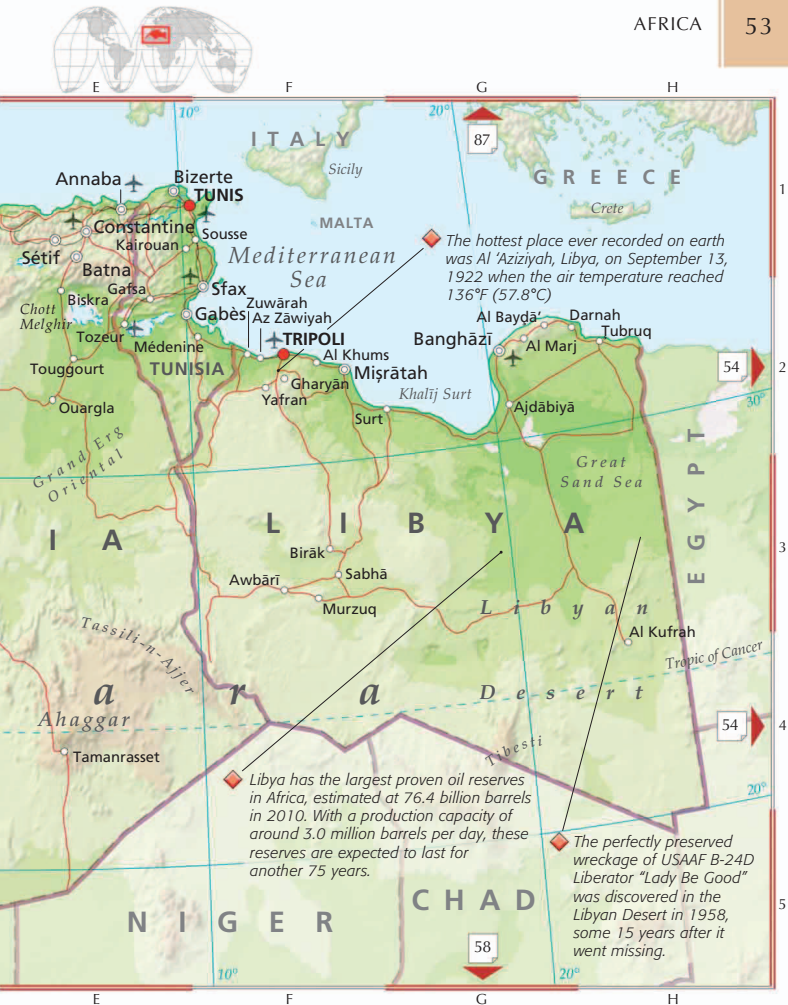 AFRICA 53
E F G H
10° 20°
87
ITALY
Sicily
GREECE
Crete
MALTA
1
Annaba
Bizerte
TUNIS
Constantine
Kairouan
Sousse
Sétif
Batna
Mediterranean
Sea
The hottest place ever recorded on earth
was Al ‘Aziziyah, Libya, on September 13,
1922 when the air temperature reached
136°F (57.8°C)
Biskra
Gafsa
Sfax
Chott
Melghir
Gabès
Zuwārah
Az Zāwiyah
Tozeur
Médenine
TRIPOLI
Al Khums
Banghāzī
Al Bayḑā’
Darnah
Tubruq
Al Marj
2
54
Touggourt
TUNISIA
Gharyān
Mişrātah
Yafran
Khalīj Surt
Ouargla
Surt
Ajdābiyā
30°
Grand Erg
Oriental
Great
Sand Sea
EGYPT
IA
LIBYA
3
Birāk
Awbārī
Sabhā
Murzuq
Libyan
Al Kufrah
Tassili-n-Ajjer
Tropic of Cancer
a r a
Desert
Ahaggar
54
4
Tibesti
Tamanrasset
Libya has the largest proven oil reserves
in Africa, estimated at 76.4 billion barrels
in 2010. With a production capacity of
around 3.0 million barrels per day, these
reserves are expected to last for
another 75 years.
20°
The perfectly preserved
wreckage of USAAF B-24D
Liberator “Lady Be Good”
was discovered in the
Libyan Desert in 1958,
some 15 years after it
went missing.
NIGER
CHAD
5
58
10° 20°
E F G H